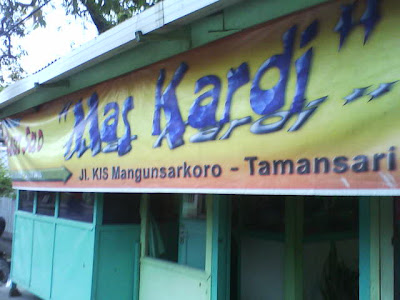 "Mas Kardi"
Jl. KIS Mangunsarkoro - Tamansari